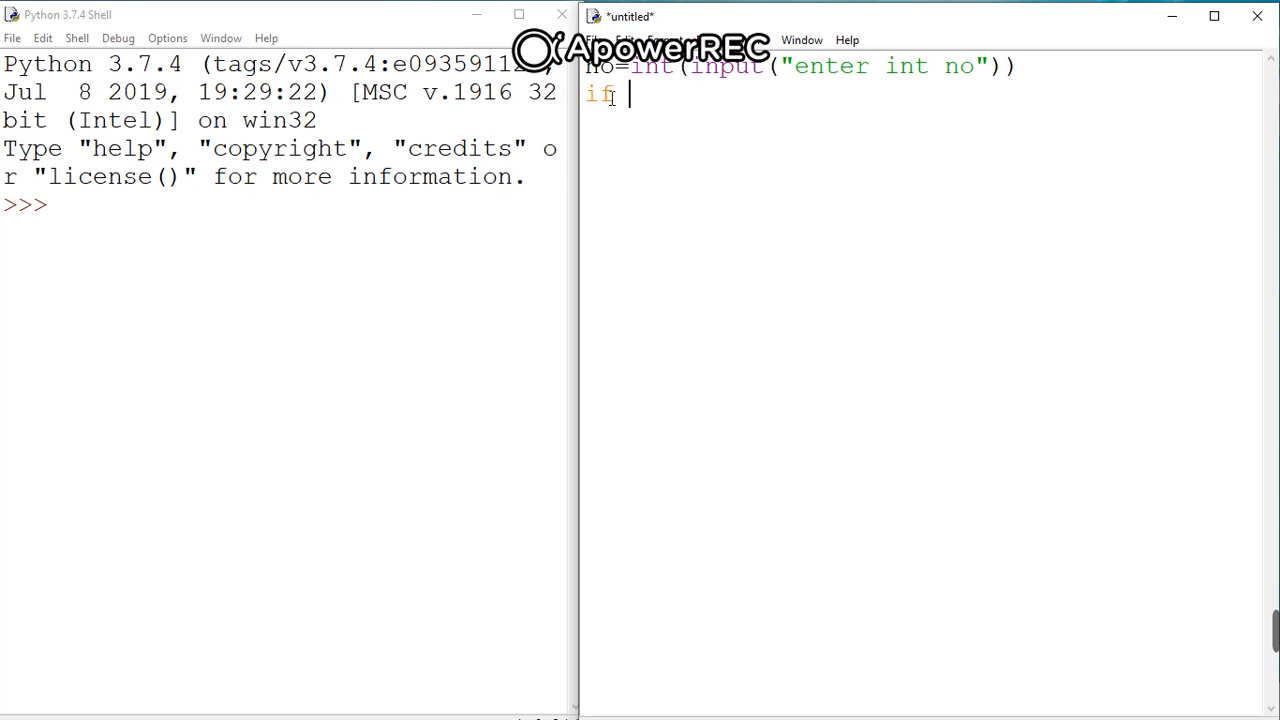 Python 3.7.4 Shell
File Edit Shell Debug Options Window Help
Python 3.7.4 (tags/v3.7.4:e09359112
Jul  8 2019, 19:29:22) [MSC v.1916 32
bit (Intel)] on win32
Type "help", "copyright", "credits" o
r "license()" for more information.
>>>
ApowerREC
*untitled*
Window Help
no=int(input("enter int no"))
if